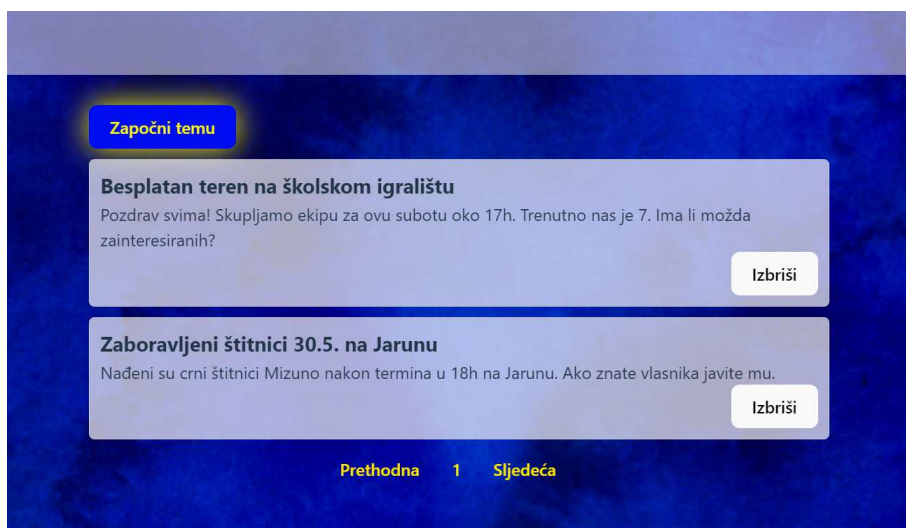 Započni temu
Besplatan teren na školskom igralištu
Pozdrav svima! Skupljamo ekipu za ovu subotu oko 17h. Trenutno nas je 7. Ima li možda
zainteresiranih?
Izbriši
Zaboravljeni štitnici 30.5. na Jarunu
Nađeni su crni štitnici Mizuno nakon termina u 18h na Jarunu. Ako znate vlasnika javite mu.
Izbriši
Prethodna 1 Sljedeća